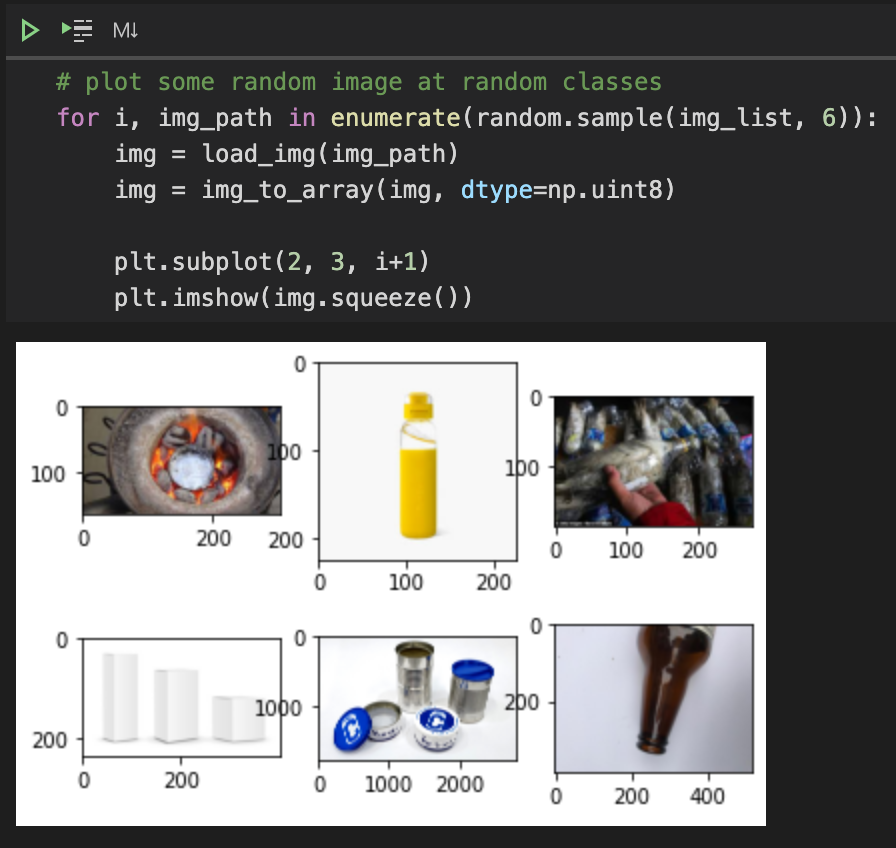 M↓
# plot some random image at random classes
for i, img_path in enumerate(random.sample(img_list, 6)):
    img = load_img(img_path)
    img = img_to_array(img, dtype=np.uint8)
    plt.subplot(2, 3, i+1)
    plt.imshow(img.squeeze())
0
100
0 200
0
100
200
0 100 200
0
100
0 100 200
0
200
0 200
0
1000
0 1000 2000
0
200
0 200 400